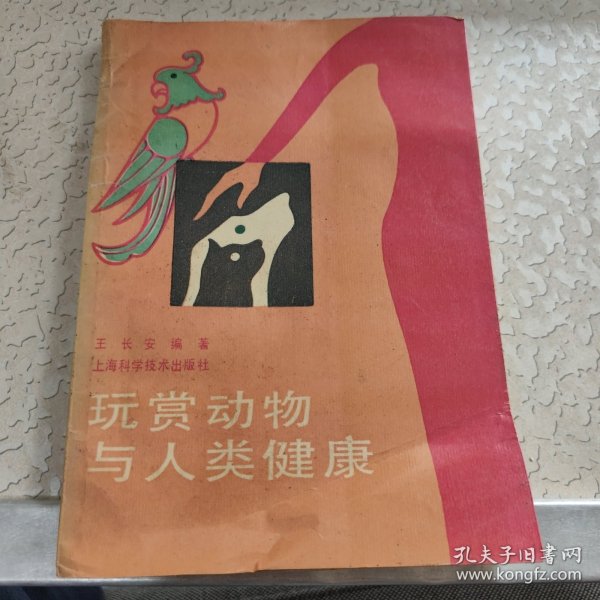 王长安编著
上海科学技术出版社
玩赏动物
与人类健康
孔夫子旧书网
www.kongfz.com